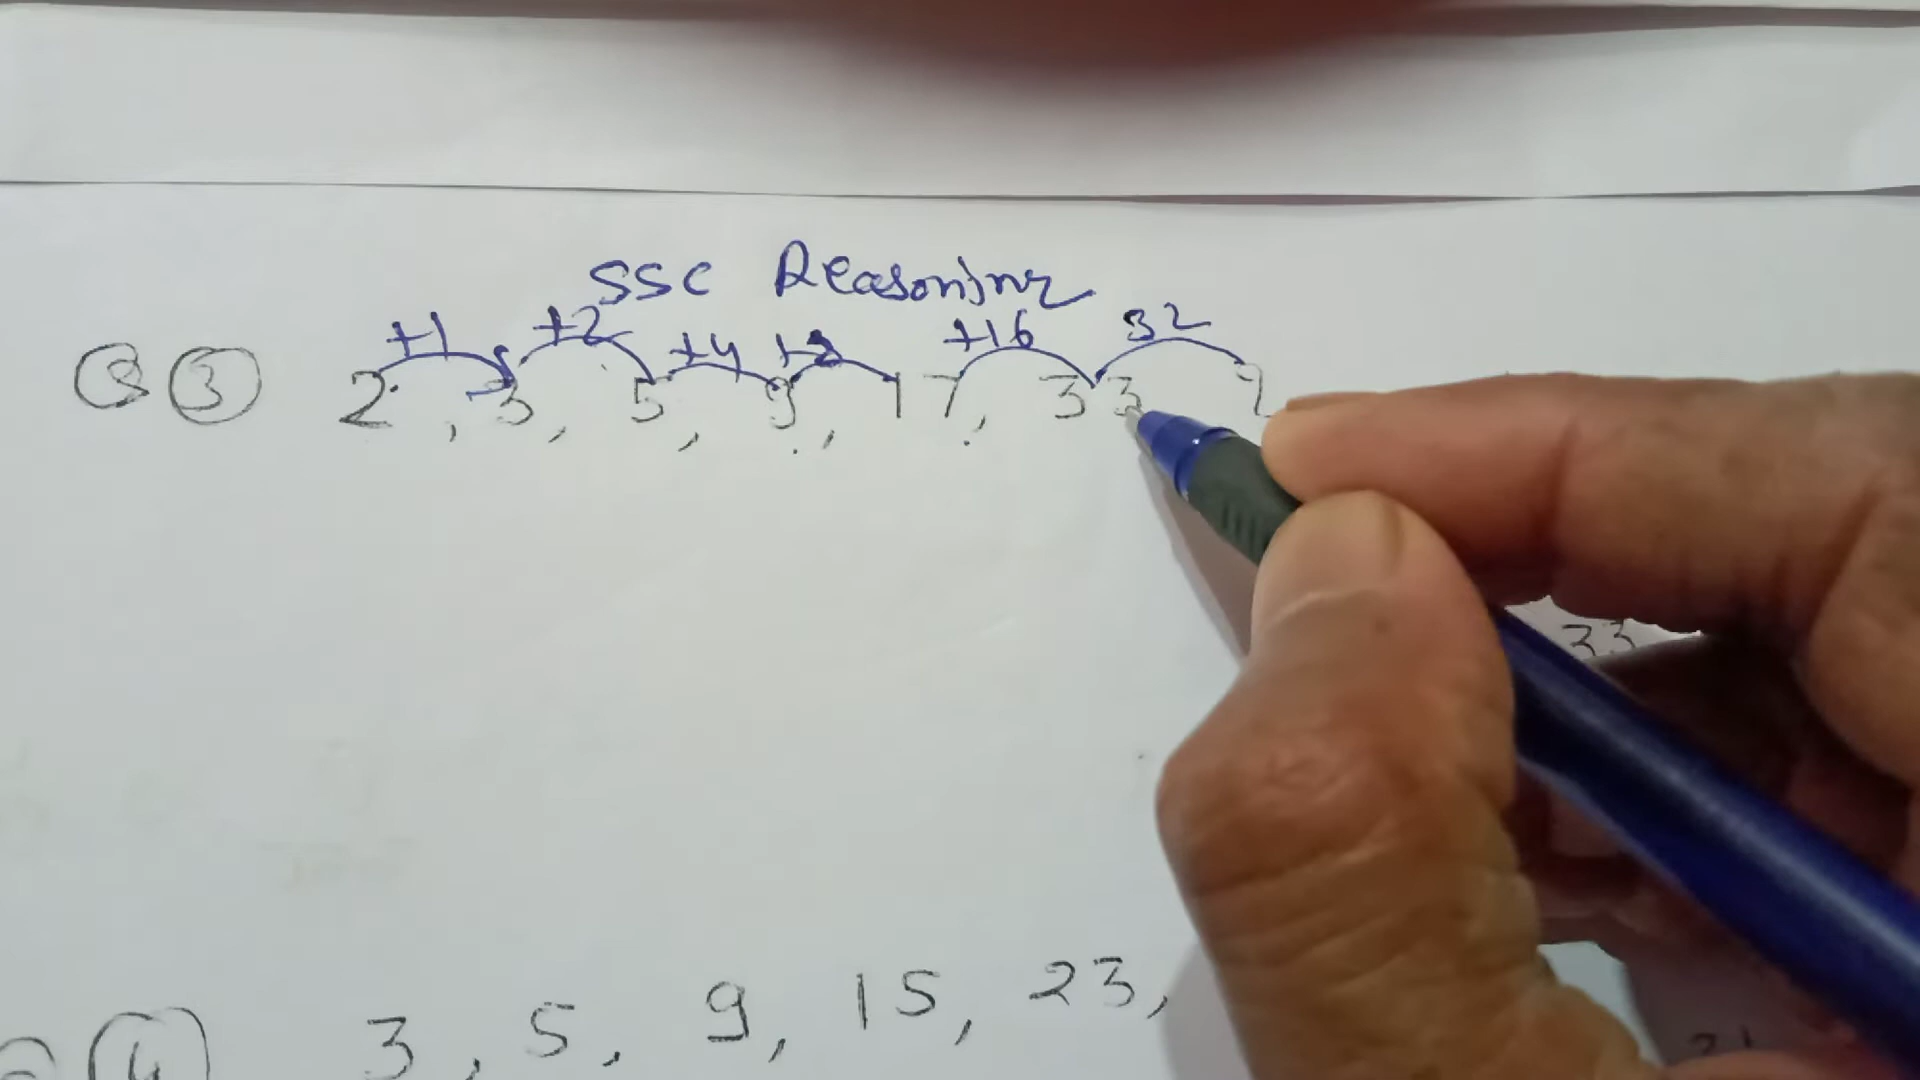 SSC Reasoning
+1 +2 +4 +8 +16 32
Q 3 2, 3, 5, 9, 17, 33 ?
33
4 3, 5, 9, 15, 23,